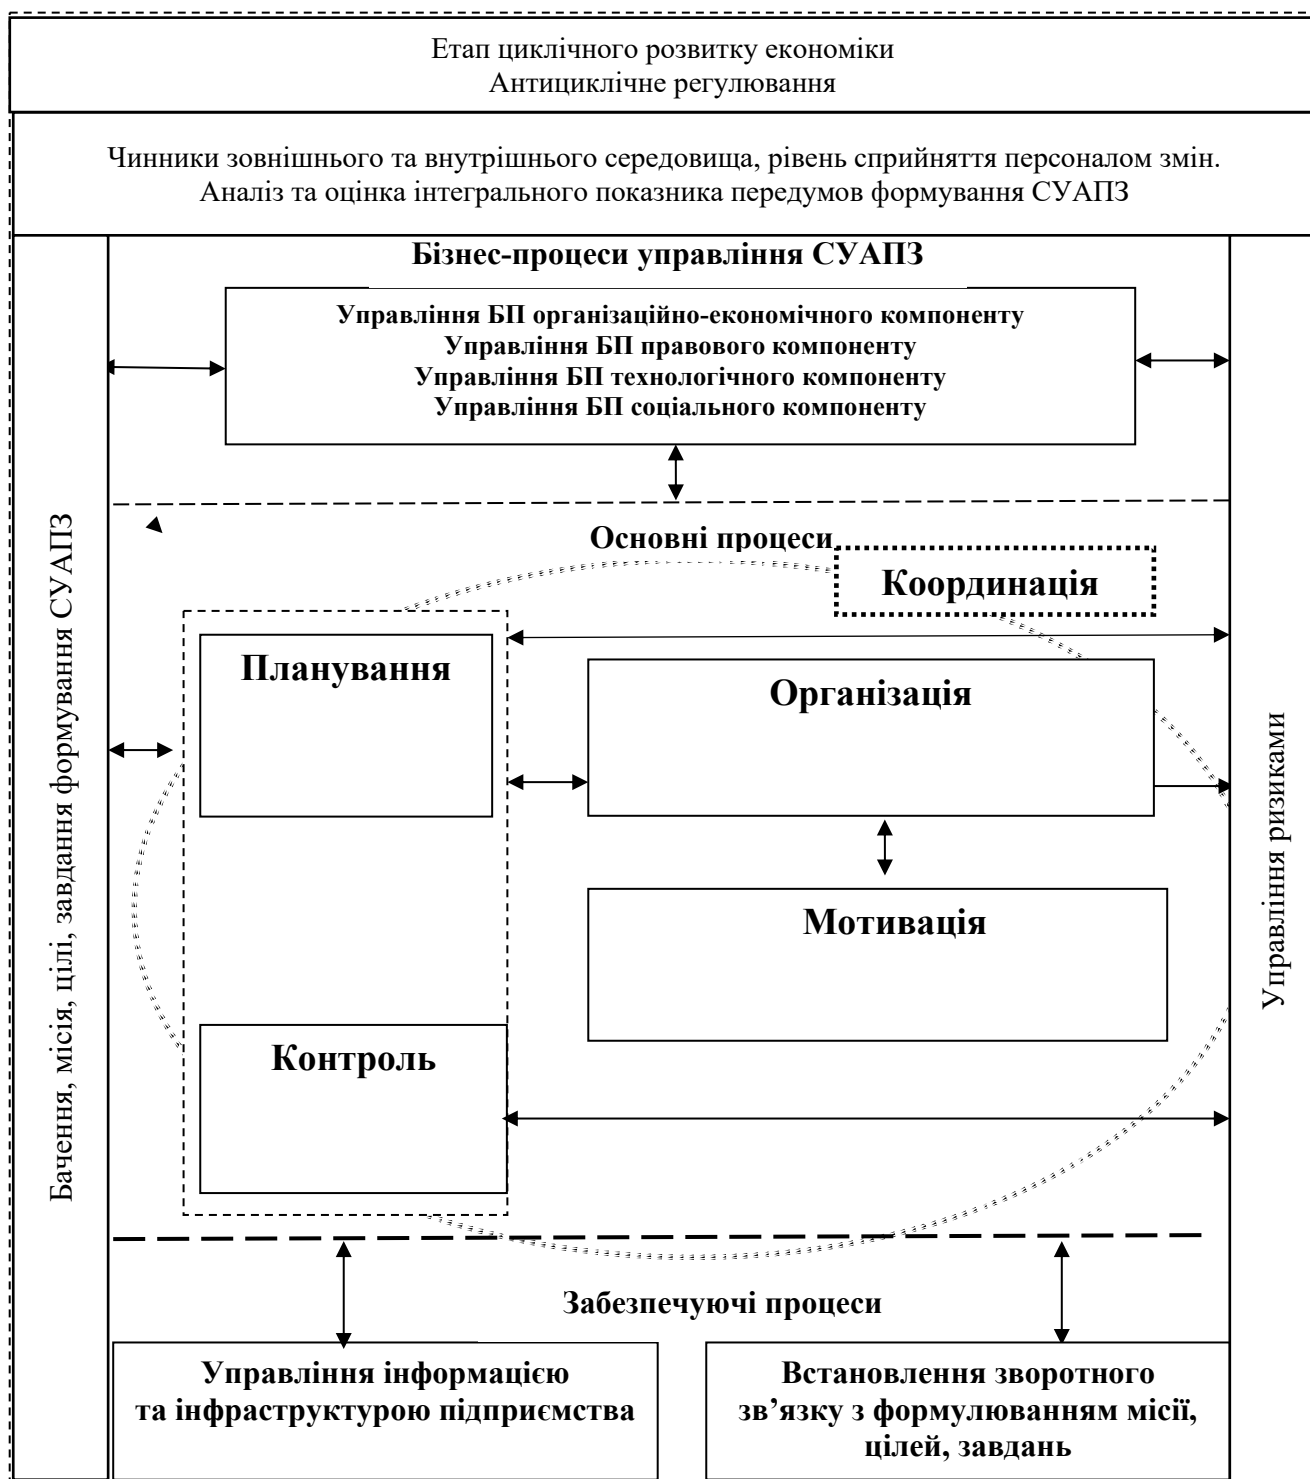 Етап циклічного розвитку економіки
Антициклічне регулювання
Чинники зовнішнього та внутрішнього середовища, рівень сприйняття персоналом змін.
Аналіз та оцінка інтегрального показника передумов формування СУАПЗ
Бачення, місія, цілі, завдання формування СУАПЗ
Бізнес-процеси управління СУАПЗ
Управління БП організаційно-економічного компоненту
Управління БП правового компоненту
Управління БП технологічного компоненту
Управління БП соціального компоненту
Основні процеси
Координація
Планування
Організація
Мотивація
Контроль
Управління ризиками
Забезпечуючі процеси
Управління інформацією
та інфраструктурою підприємства
Встановлення зворотного
зв’язку з формулюванням місії,
цілей, завдань